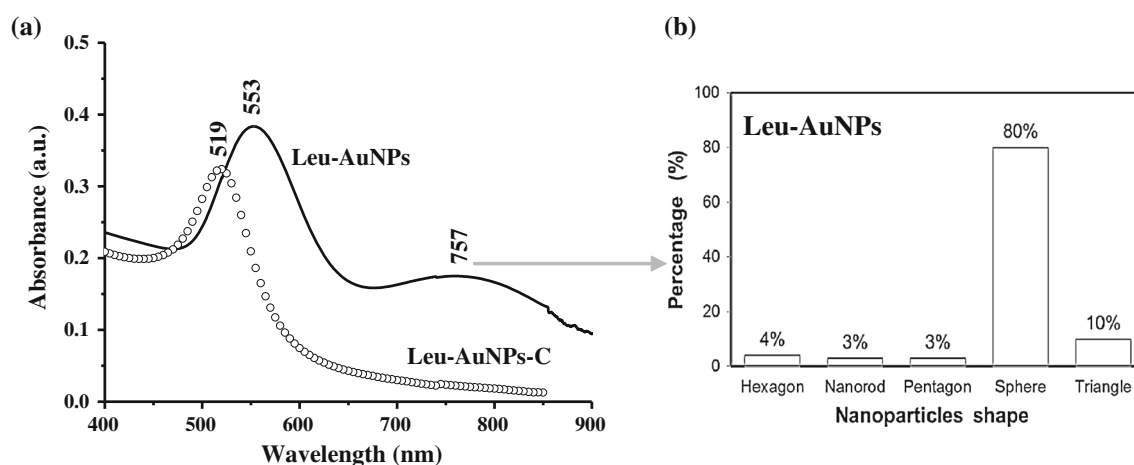 (a)
0.5
0.4
0.3
0.2
0.1
0.0
Absorbance (a.u.)
519
553
757
Leu-AuNPs
Leu-AuNPs-C
400 500 600 700 800 900
Wavelength (nm)
(b)
100
80
60
40
20
0
Percentage (%)
Leu-AuNPs
4% 3% 3% 80% 10%
Hexagon Nanorod Pentagon Sphere Triangle
Nanoparticles shape